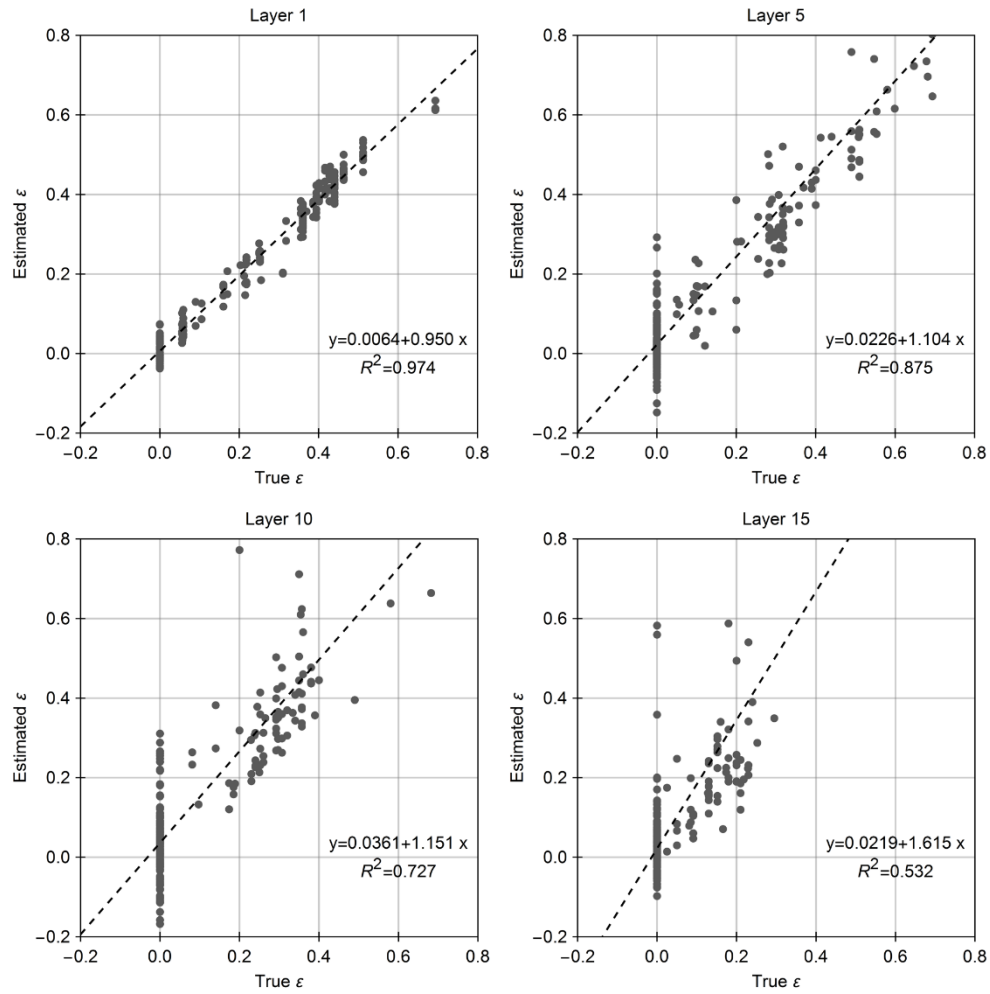 Layer 1
0.8
0.6
0.4
0.2
0.0
−0.2
Estimated ε
y=0.0064+0.950 x
R²=0.974
−0.2 0.0 0.2 0.4 0.6 0.8
True ε
Layer 5
0.8
0.6
0.4
0.2
0.0
−0.2
Estimated ε
y=0.0226+1.104 x
R²=0.875
−0.2 0.0 0.2 0.4 0.6 0.8
True ε
Layer 10
0.8
0.6
0.4
0.2
0.0
−0.2
Estimated ε
y=0.0361+1.151 x
R²=0.727
−0.2 0.0 0.2 0.4 0.6 0.8
True ε
Layer 15
0.8
0.6
0.4
0.2
0.0
−0.2
Estimated ε
y=0.0219+1.615 x
R²=0.532
−0.2 0.0 0.2 0.4 0.6 0.8
True ε